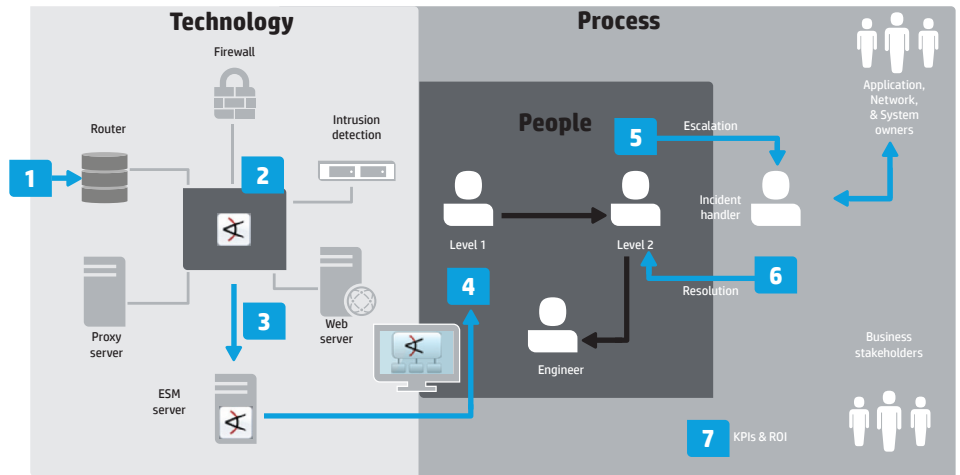 Technology
Process
Firewall
Application,
Network,
& System
owners
People
Router
Intrusion
detection
5
Escalation
1
2
Incident
handler
Level 1
Level 2
4
6
Resolution
3
Proxy
server
Web
server
Business
stakeholders
Engineer
ESM
server
7
KPIs & ROI